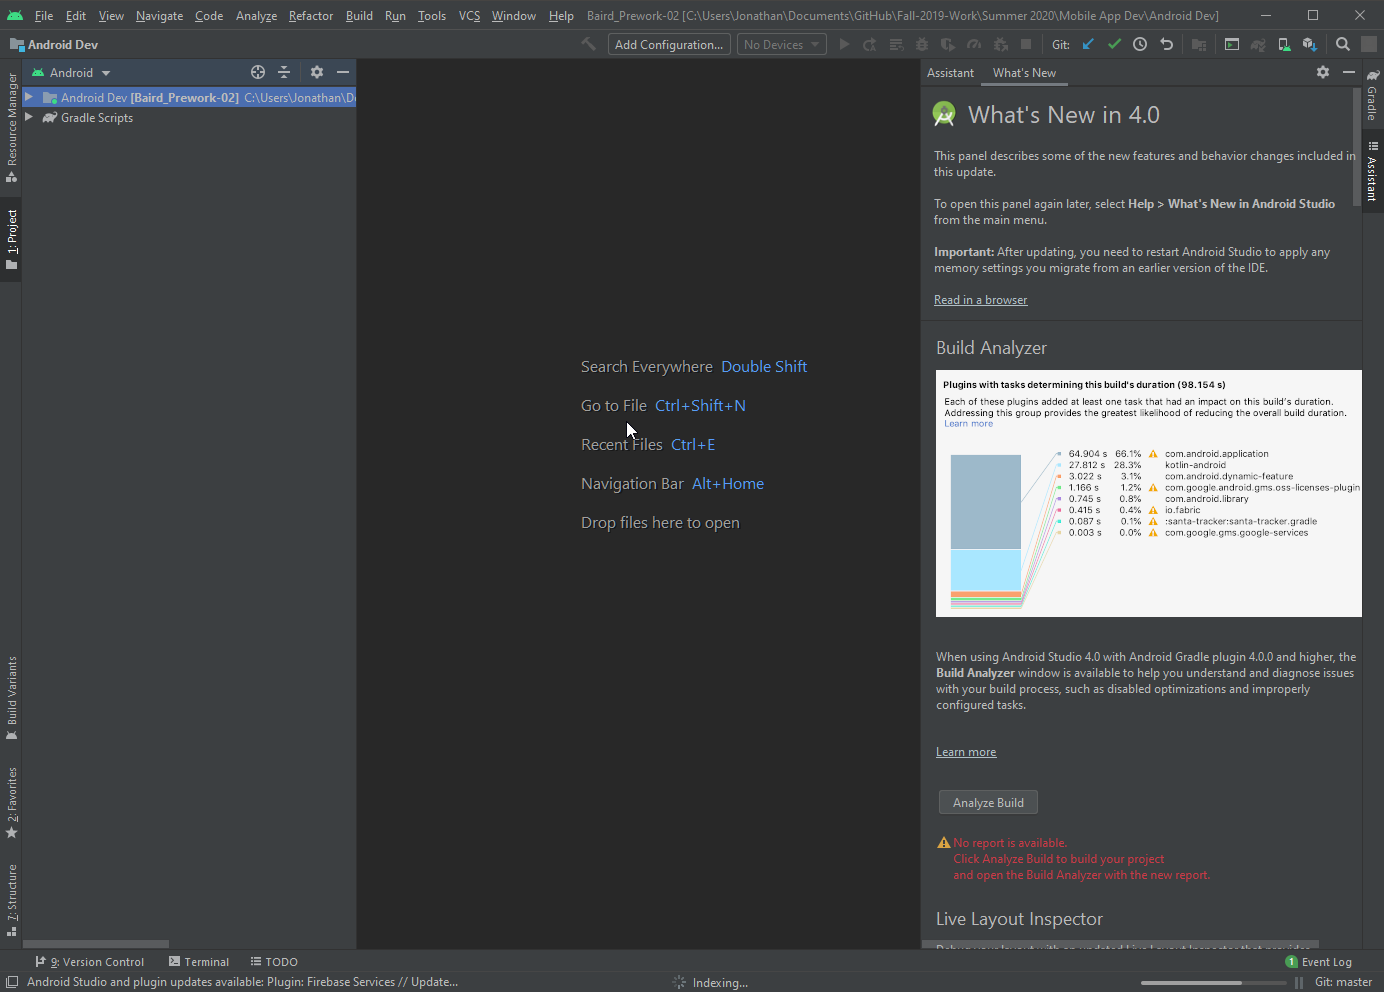 File Edit View Navigate Code Analyze Refactor Build Run Tools VCS Window Help Baird_Prework-02 [C:\Users\Jonathan\Documents\GitHub\Fall-2019-Work\Summer 2020\Mobile App Dev\Android Dev]
Android Dev
Add Configuration...
No Devices
Git:
Android
Android Dev [Baird_Prework-02] C:\Users\Jonathan\D
Gradle Scripts
Resource Manager
1: Project
Build Variants
2: Favorites
7: Structure
Search Everywhere Double Shift
Go to File Ctrl+Shift+N
Recent Files Ctrl+E
Navigation Bar Alt+Home
Drop files here to open
Assistant What's New
What's New in 4.0
This panel describes some of the new features and behavior changes included in
this update.
To open this panel again later, select Help > What's New in Android Studio
from the main menu.
Important: After updating, you need to restart Android Studio to apply any
memory settings you migrate from an earlier version of the IDE.
Read in a browser
Build Analyzer
Plugins with tasks determining this build's duration (98.154 s)
Each of these plugins added at least one task that had an impact on this build's duration.
Addressing this group provides the greatest likelihood of reducing the overall build duration.
Learn more
64.904 s 66.1% com.android.application
27.812 s 28.3% kotlin-android
3.022 s 3.1% com.android.dynamic-feature
1.166 s 1.2% com.google.android.gms.oss-licenses-plugin
0.745 s 0.8% com.android.library
0.415 s 0.4% io.fabric
0.087 s 0.1% :santa-tracker:santa-tracker.gradle
0.003 s 0.0% com.google.gms.google-services
When using Android Studio 4.0 with Android Gradle plugin 4.0.0 and higher, the
Build Analyzer window is available to help you understand and diagnose issues
with your build process, such as disabled optimizations and improperly
configured tasks.
Learn more
Analyze Build
No report is available.
Click Analyze Build to build your project
and open the Build Analyzer with the new report.
Live Layout Inspector
Debug your layout with an updated Live Layout Inspector that provides
Gradle
Assistant
9: Version Control
Terminal
TODO
1 Event Log
Android Studio and plugin updates available: Plugin: Firebase Services // Update...
Indexing...
Git: master